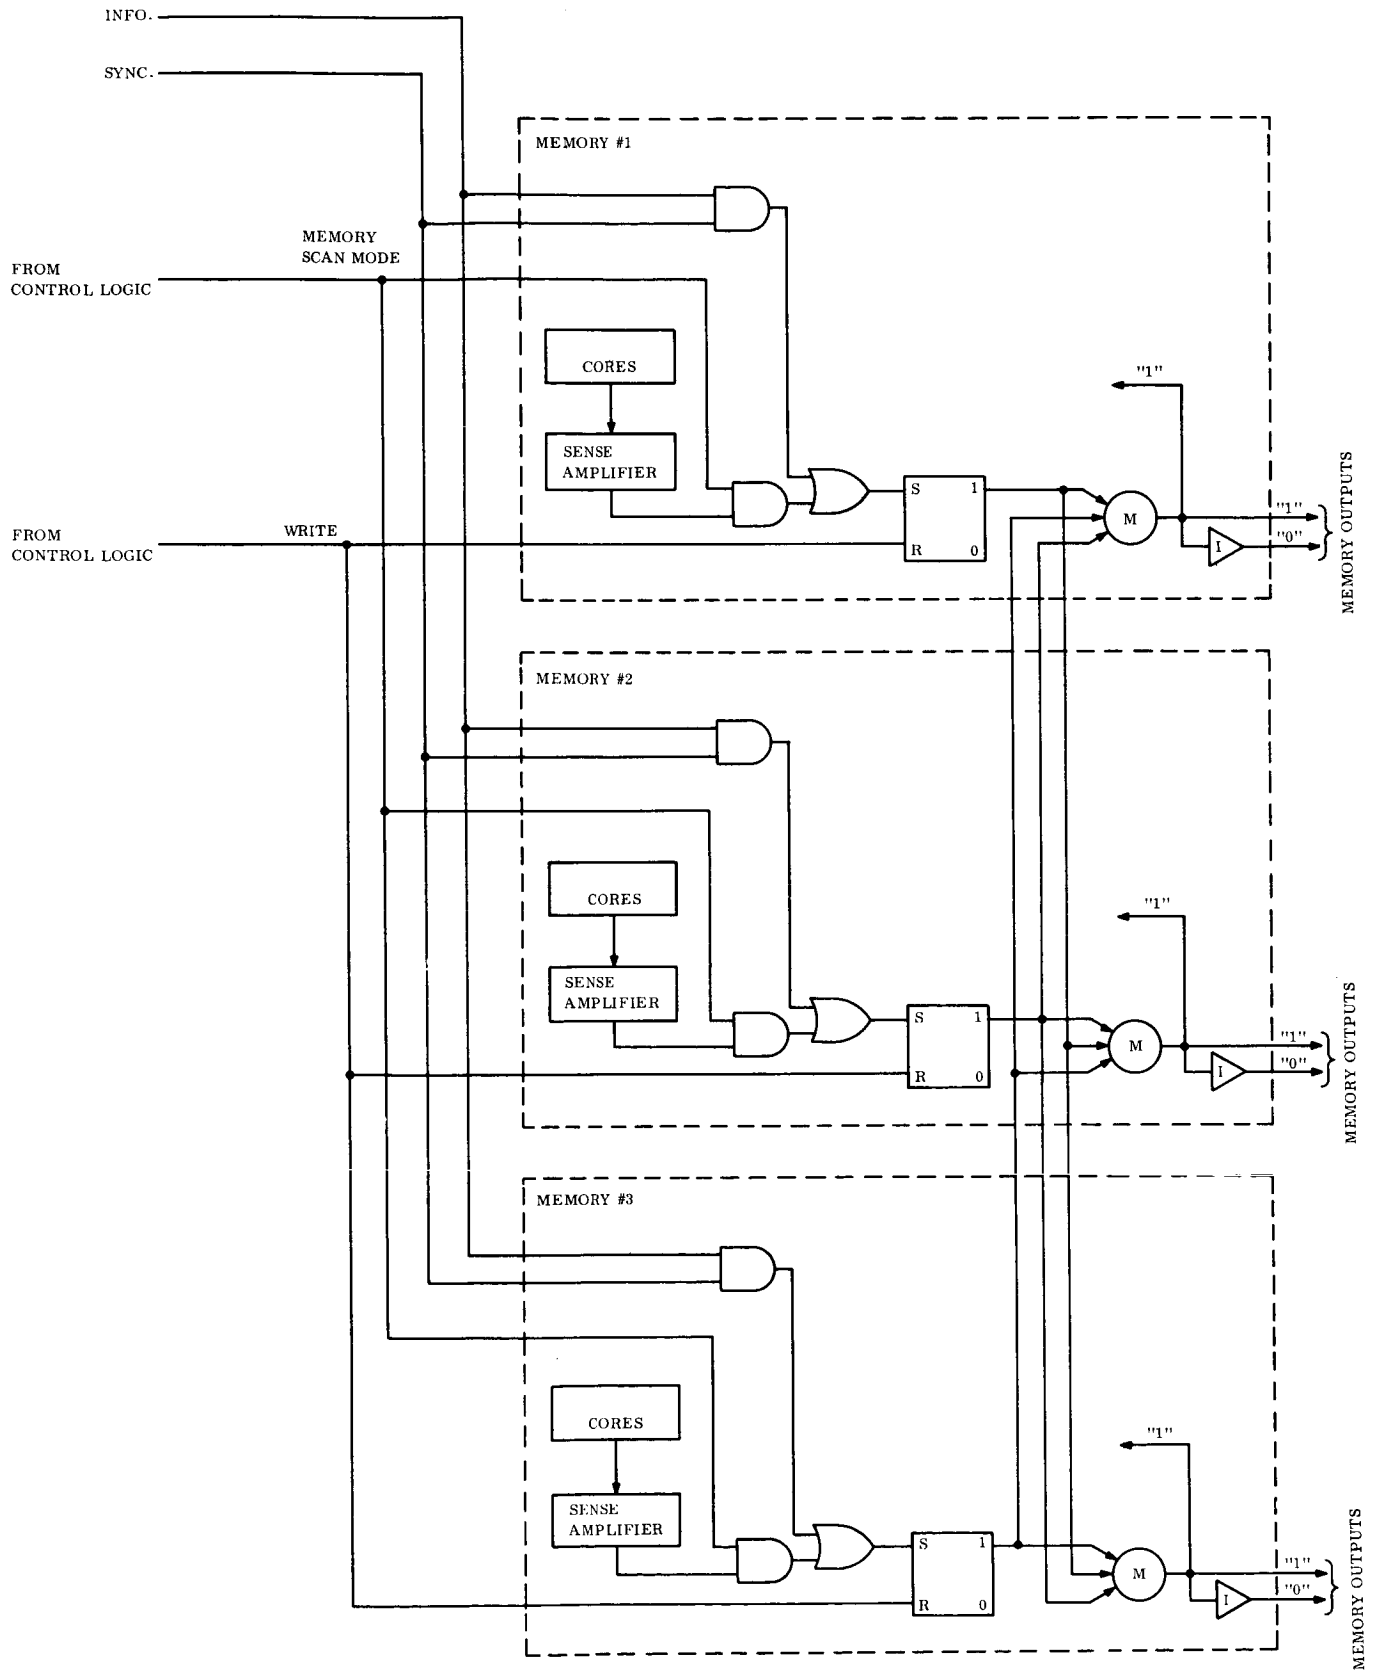 INFO.
SYNC.
MEMORY #1
MEMORY
SCAN MODE
FROM
CONTROL LOGIC
CORES
"1"
SENSE
AMPLIFIER
S 1
M
"1"
MEMORY OUTPUTS
FROM
CONTROL LOGIC
WRITE
R 0
I
"0"
MEMORY #2
CORES
"1"
SENSE
AMPLIFIER
S 1
M
"1"
MEMORY OUTPUTS
R 0
I
"0"
MEMORY #3
CORES
"1"
SENSE
AMPLIFIER
S 1
M
"1"
MEMORY OUTPUTS
R 0
I
"0"